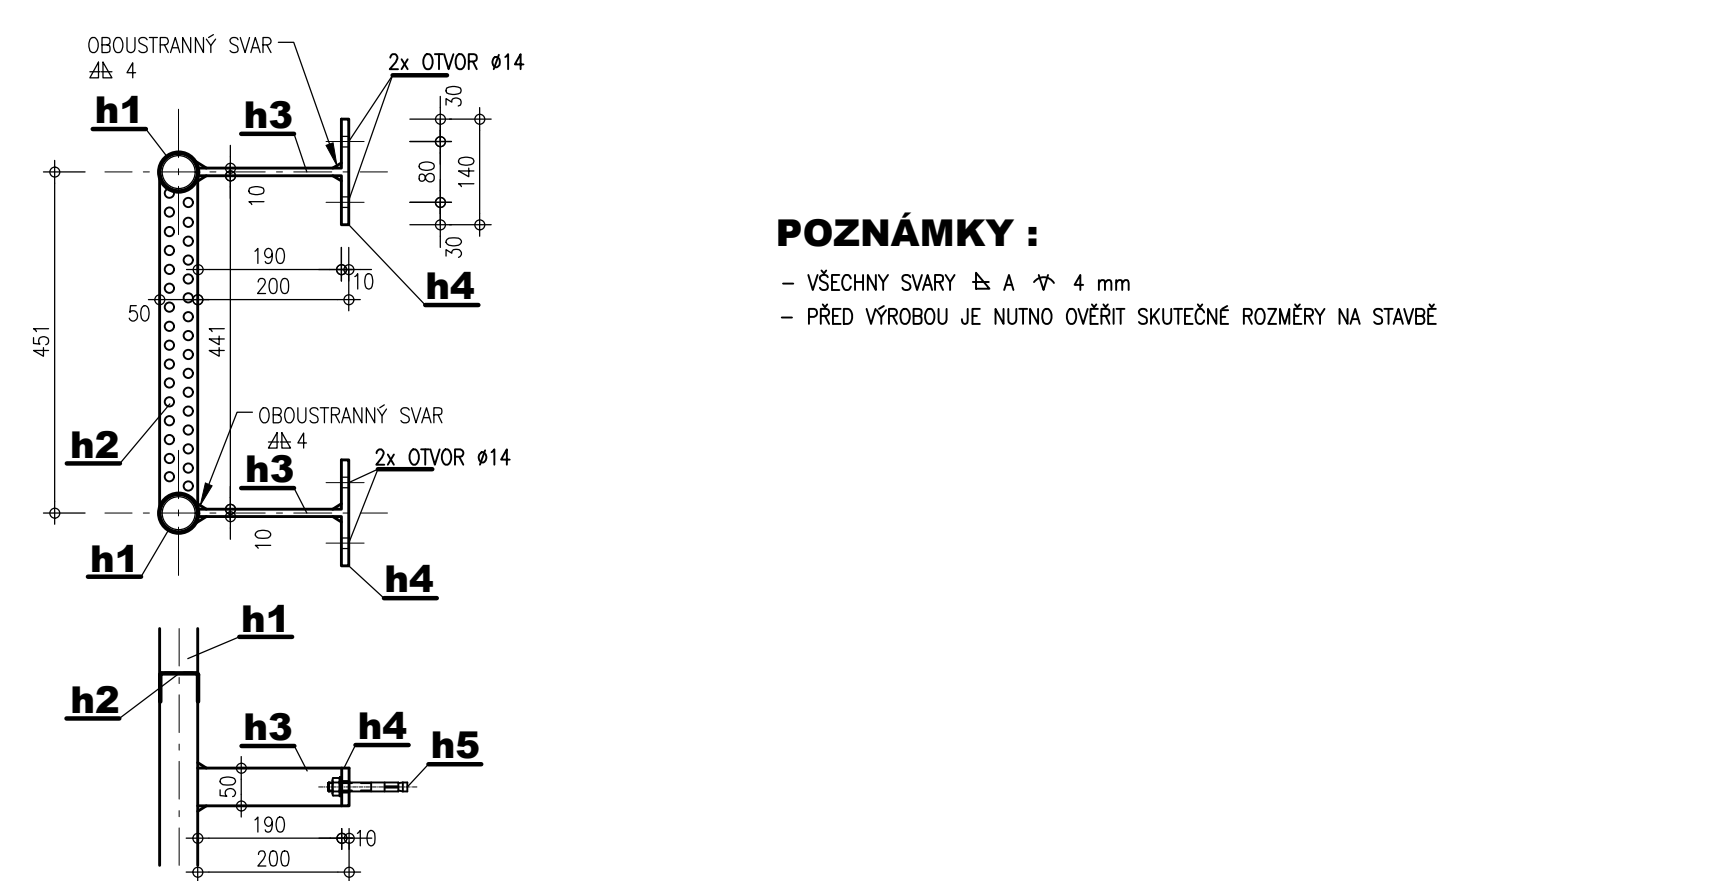 OBOUSTRANNÝ SVAR
4
2x OTVOR ø14
h1
h3
30
80
140
30
10
190
10
200
h4
50
451
441
POZNÁMKY :
- VŠECHNY SVARY A 4 mm
- PŘED VÝROBOU JE NUTNO OVĚŘIT SKUTEČNÉ ROZMĚRY NA STAVBĚ
OBOUSTRANNÝ SVAR
4
h2
2x OTVOR ø14
h3
10
h1
h4
h1
h2
h3
h4
h5
50
190
10
200